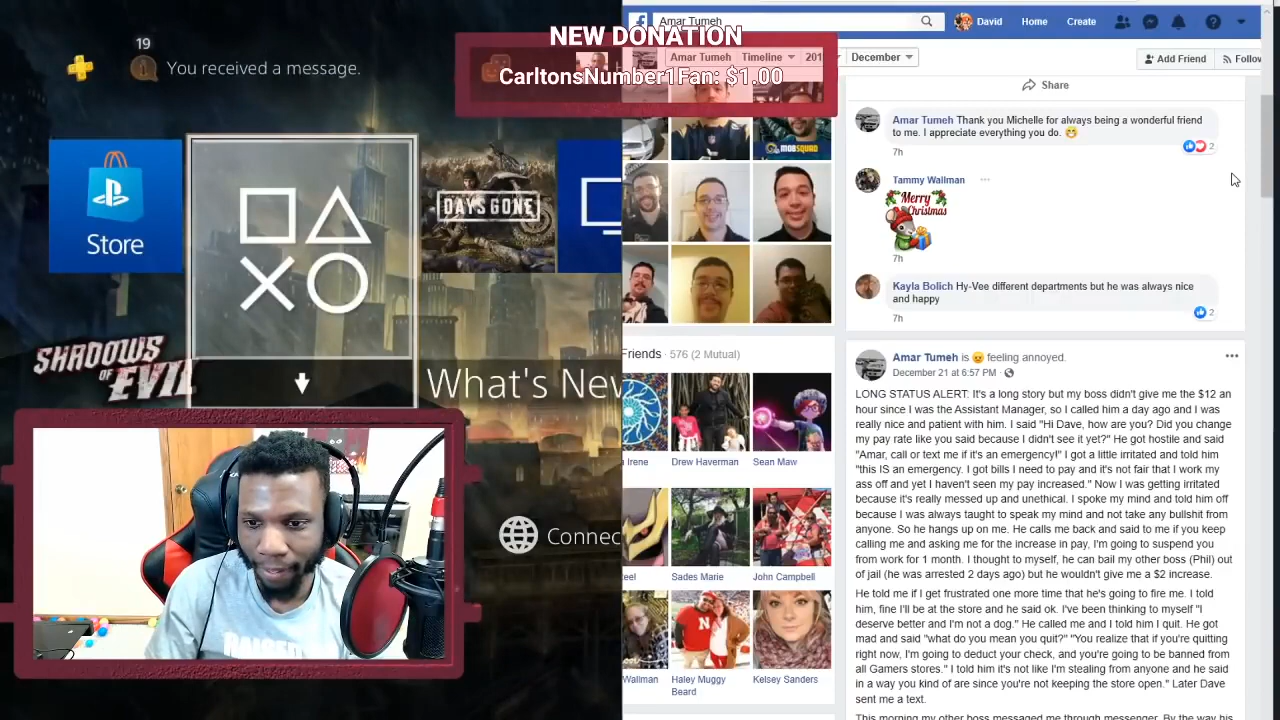 NEW DONATION
CarltonsNumber1Fan: $1.00
19
You received a message.
Store
DAYS GONE
SHADOWS
OF EVIL
What's Nev
Connec
Amar Tumeh
David Home Create
Amar Tumeh Timeline 201 December
Add Friend
Follov
MOBSQUAD
Friends · 576 (2 Mutual)
Irene
Drew Haverman
Sean Maw
eel
Sades Marie
John Campbell
Wallman
Haley Muggy
Beard
Kelsey Sanders
Share
Amar Tumeh Thank you Michelle for always being a wonderful friend
to me. I appreciate everything you do. 😁
2
7h
Tammy Wallman
Merry
Christmas
7h
Kayla Bolich Hy-Vee different departments but he was always nice
and happy
2
7h
Amar Tumeh is 😠 feeling annoyed.
December 21 at 6:57 PM ·
LONG STATUS ALERT: It's a long story but my boss didn't give me the $12 an
hour since I was the Assistant Manager, so I called him a day ago and I was
really nice and patient with him. I said "Hi Dave, how are you? Did you change
my pay rate like you said because I didn't see it yet?" He got hostile and said
"Amar, call or text me if it's an emergency!" I got a little irritated and told him
"this IS an emergency. I got bills I need to pay and it's not fair that I work my
ass off and yet I haven't seen my pay increased." Now I was getting irritated
because it's really messed up and unethical. I spoke my mind and told him off
because I was always taught to speak my mind and not take any bullshit from
anyone. So he hangs up on me. He calls me back and said to me if you keep
calling me and asking me for the increase in pay, I'm going to suspend you
from work for 1 month. I thought to myself, he can bail my other boss (Phil) out
of jail (he was arrested 2 days ago) but he wouldn't give me a $2 increase.
He told me if I get frustrated one more time that he's going to fire me. I told
him, fine I'll be at the store and he said ok. I've been thinking to myself "I
deserve better and I'm not a dog." He called me and I told him I quit. He got
mad and said "what do you mean you quit?" "You realize that if you're quitting
right now, I'm going to deduct your check, and you're going to be banned from
all Gamers stores." I told him it's not like I'm stealing from anyone and he said
in a way you kind of are since you're not keeping the store open." Later Dave
sent me a text.
This morning my other boss messaged me through messenger. By the way his